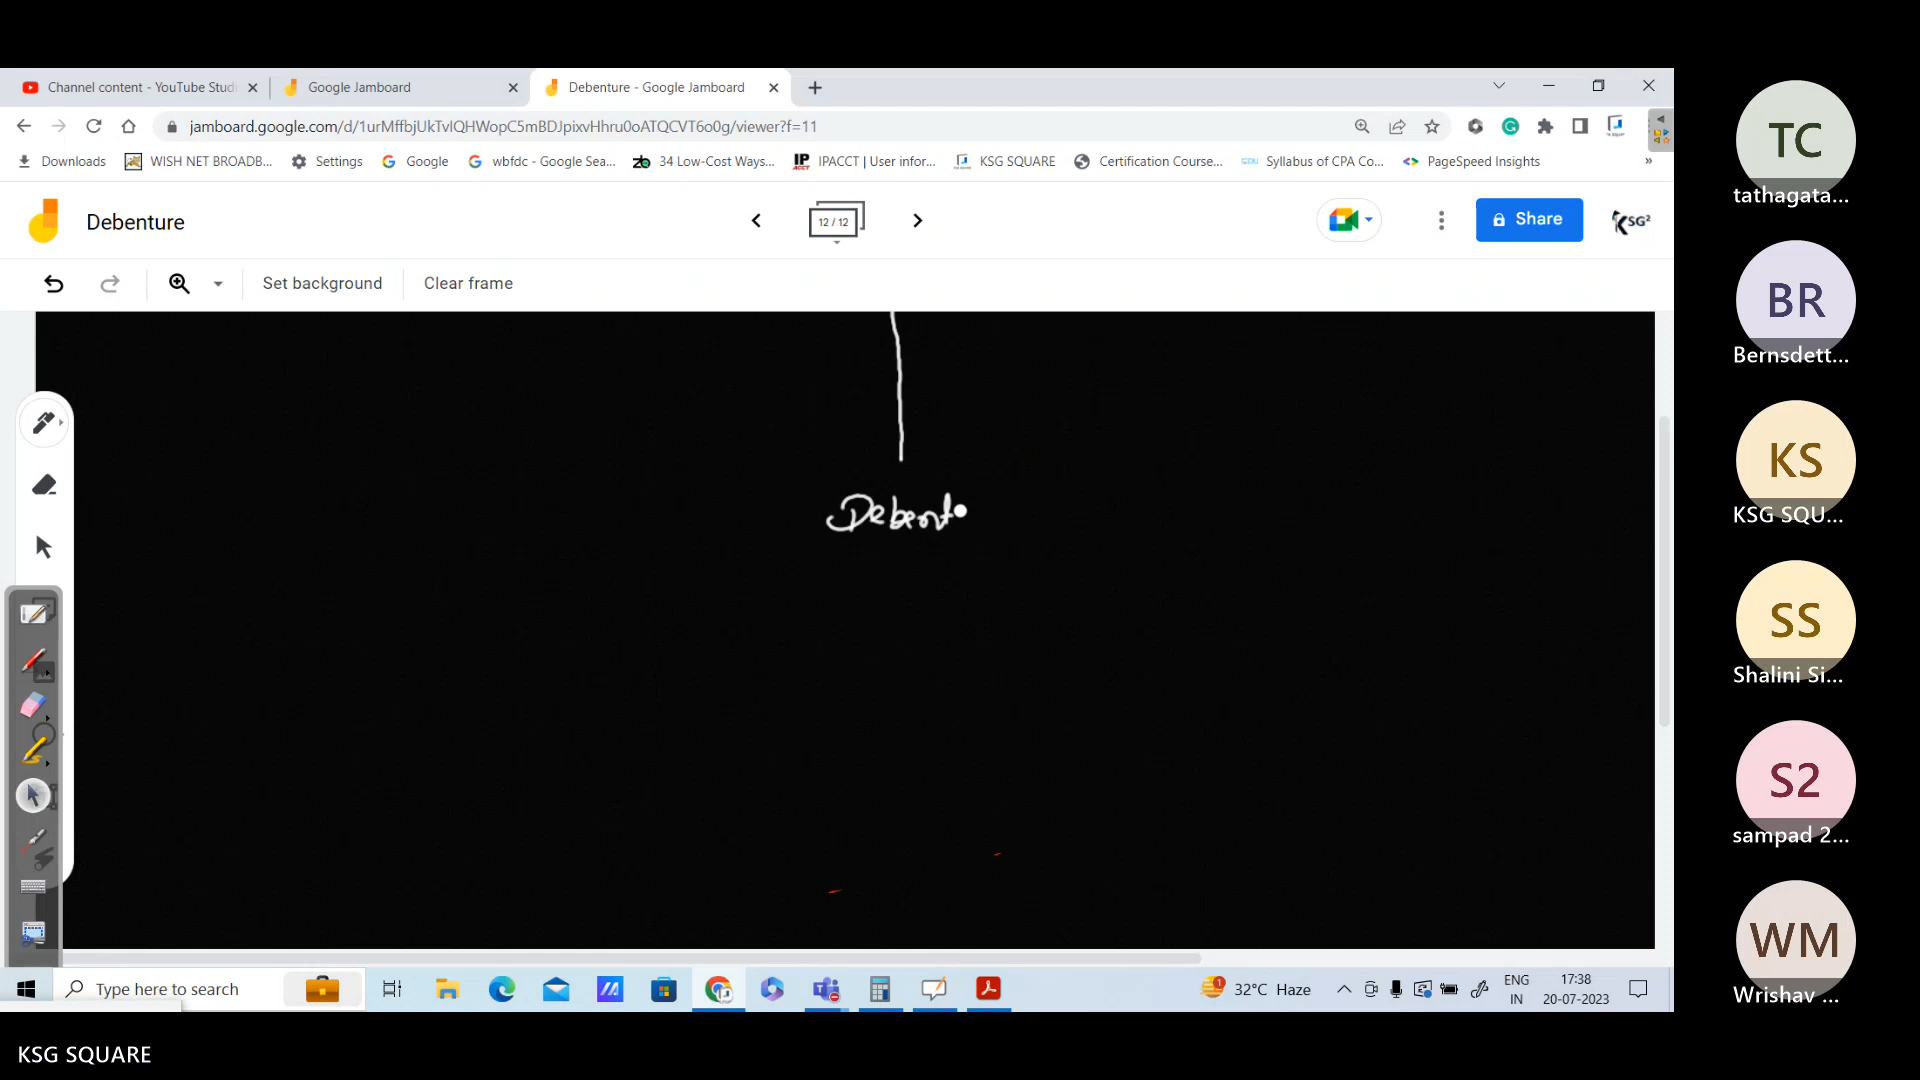 Channel content - YouTube Studi
Google Jamboard
Debenture - Google Jamboard
jamboard.google.com/d/1urMffbjUkTvIQHWopC5mBDJpixvHhru0oATQCVT6o0g/viewer?f=11
Downloads
WISH NET BROADB...
Settings
Google
wbfdc - Google Sea...
34 Low-Cost Ways...
IPACCT | User infor...
KSG SQUARE
Certification Course...
Syllabus of CPA Co...
PageSpeed Insights
»
Debenture
12 / 12
Share
KSG²
Set background
Clear frame
Debent
TC
tathagata...
BR
Bernsdett...
KS
KSG SQU...
SS
Shalini Si...
S2
sampad 2...
WM
Wrishav ...
Type here to search
32°C Haze
ENG
IN
17:38
20-07-2023
KSG SQUARE